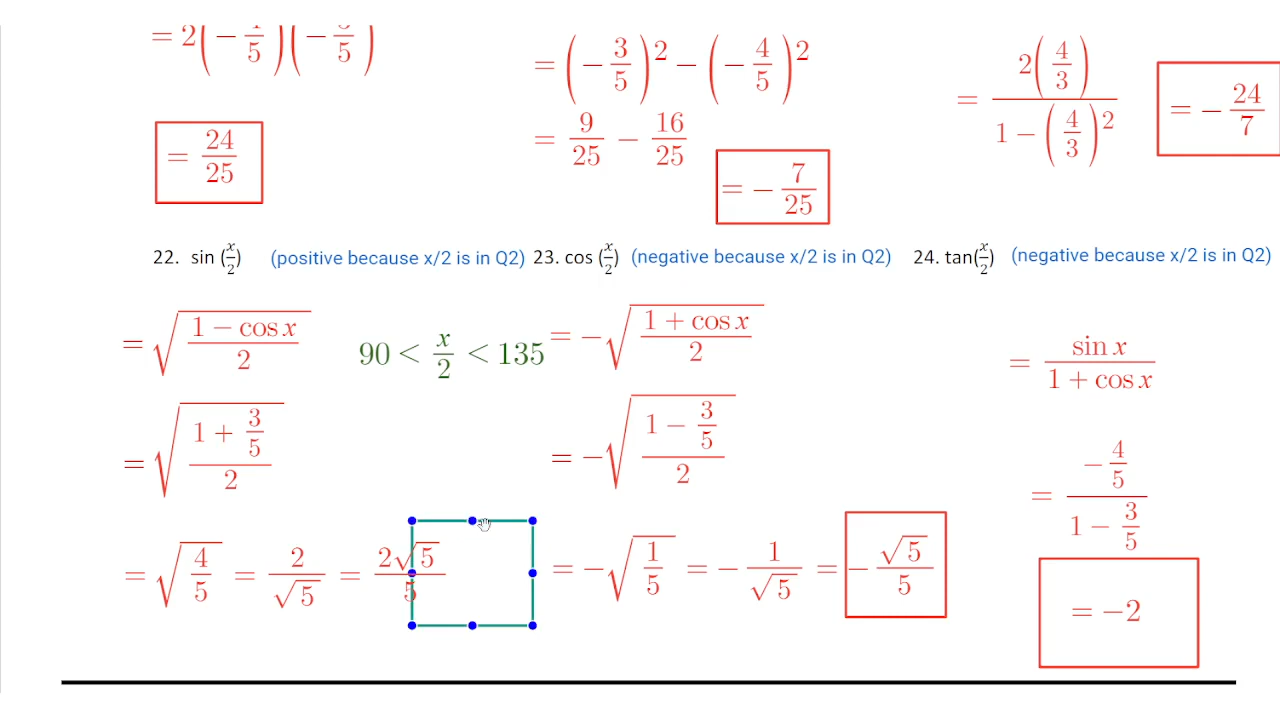 = 2(− 4/5)(− 3/5)
= 24/25
= (− 3/5)^2 − (− 4/5)^2
= 9/25 − 16/25
= − 7/25
= 2(4/3) / (1 − (4/3)^2)
= − 24/7
22. sin (x/2) (positive because x/2 is in Q2)
= √((1 − cos x)/2)
90 < x/2 < 135
= √((1 + 3/5)/2)
= √(4/5) = 2/√5 = 2√5/5
23. cos (x/2) (negative because x/2 is in Q2)
= −√((1 + cos x)/2)
= −√((1 − 3/5)/2)
= −√(1/5) = − 1/√5 = − √5/5
24. tan(x/2) (negative because x/2 is in Q2)
= sin x/(1 + cos x)
= (− 4/5)/(1 − 3/5)
= −2